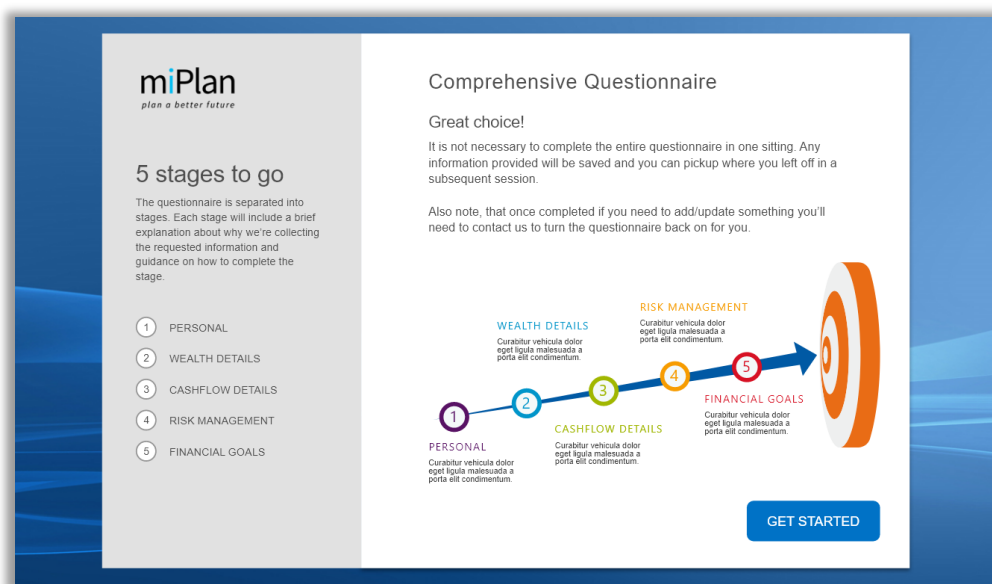 miPlan
plan a better future
5 stages to go
The questionnaire is separated into
stages. Each stage will include a brief
explanation about why we're collecting
the requested information and
guidance on how to complete the
stage.
1 PERSONAL
2 WEALTH DETAILS
3 CASHFLOW DETAILS
4 RISK MANAGEMENT
5 FINANCIAL GOALS
Comprehensive Questionnaire
Great choice!
It is not necessary to complete the entire questionnaire in one sitting. Any
information provided will be saved and you can pickup where you left off in a
subsequent session.
Also note, that once completed if you need to add/update something you'll
need to contact us to turn the questionnaire back on for you.
1
PERSONAL
Curabitur vehicula dolor
eget ligula malesuada a
porta elit condimentum.
WEALTH DETAILS
Curabitur vehicula dolor
eget ligula malesuada a
porta elit condimentum.
2
3
CASHFLOW DETAILS
Curabitur vehicula dolor
eget ligula malesuada a
porta elit condimentum.
RISK MANAGEMENT
Curabitur vehicula dolor
eget ligula malesuada a
porta elit condimentum.
4
5
FINANCIAL GOALS
Curabitur vehicula dolor
eget ligula malesuada a
porta elit condimentum.
GET STARTED